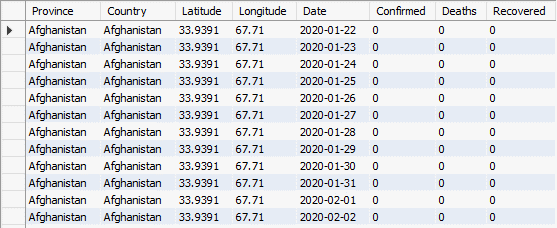 Province Country Latitude Longitude Date Confirmed Deaths Recovered
Afghanistan Afghanistan 33.9391 67.71 2020-01-22 0 0 0
Afghanistan Afghanistan 33.9391 67.71 2020-01-23 0 0 0
Afghanistan Afghanistan 33.9391 67.71 2020-01-24 0 0 0
Afghanistan Afghanistan 33.9391 67.71 2020-01-25 0 0 0
Afghanistan Afghanistan 33.9391 67.71 2020-01-26 0 0 0
Afghanistan Afghanistan 33.9391 67.71 2020-01-27 0 0 0
Afghanistan Afghanistan 33.9391 67.71 2020-01-28 0 0 0
Afghanistan Afghanistan 33.9391 67.71 2020-01-29 0 0 0
Afghanistan Afghanistan 33.9391 67.71 2020-01-30 0 0 0
Afghanistan Afghanistan 33.9391 67.71 2020-01-31 0 0 0
Afghanistan Afghanistan 33.9391 67.71 2020-02-01 0 0 0
Afghanistan Afghanistan 33.9391 67.71 2020-02-02 0 0 0